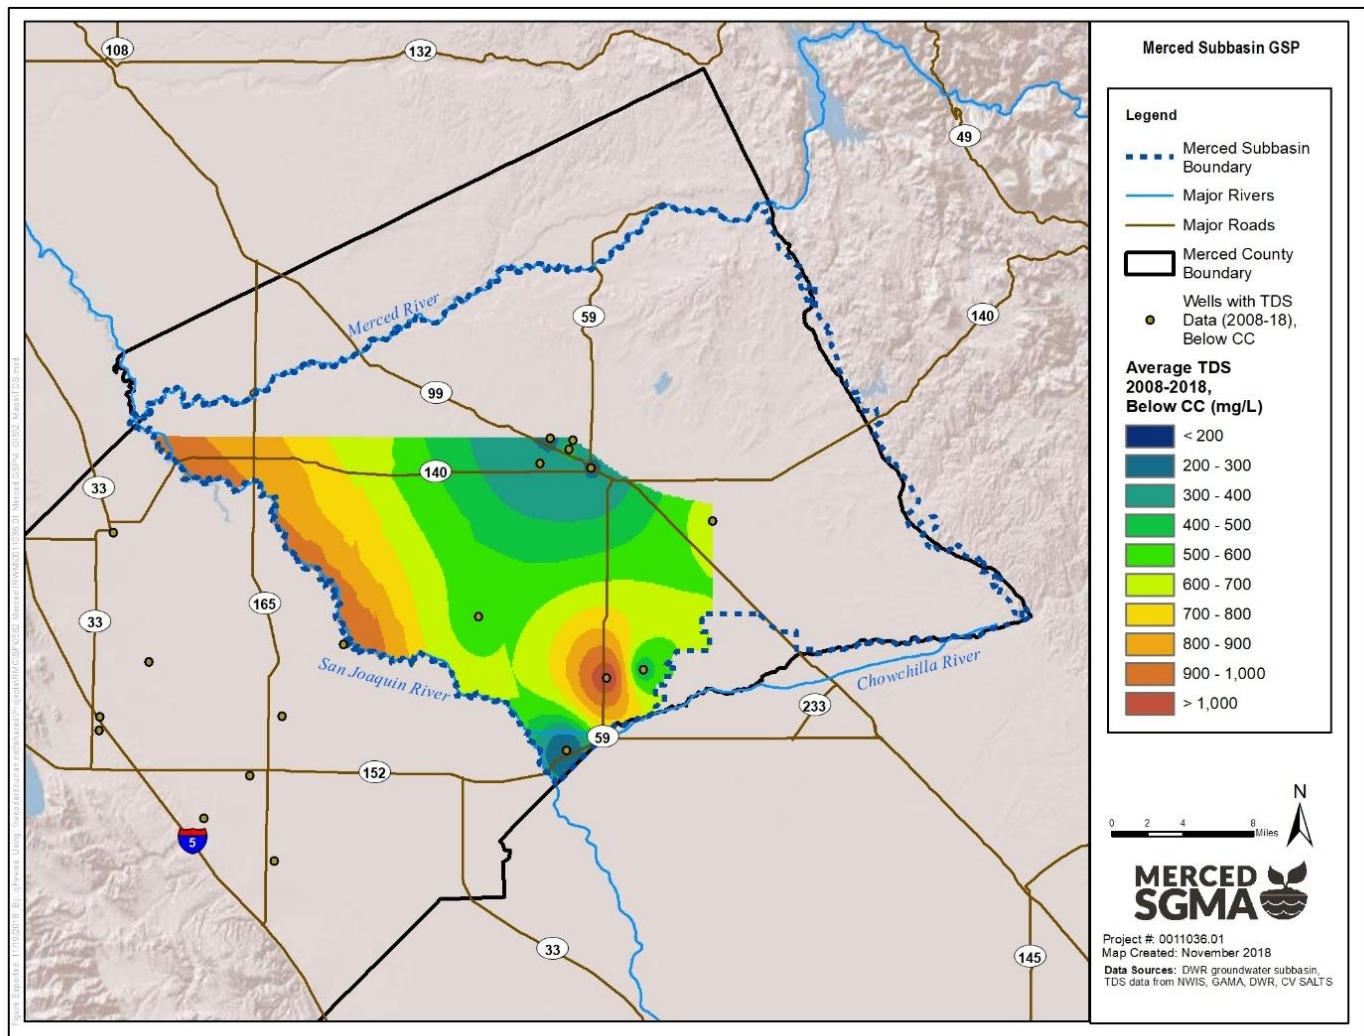 Merced Subbasin GSP
Legend
Merced Subbasin
Boundary
Major Rivers
Major Roads
Merced County
Boundary
Wells with TDS
Data (2008-18),
Below CC
Average TDS
2008-2018,
Below CC (mg/L)
< 200
200 - 300
300 - 400
400 - 500
500 - 600
600 - 700
700 - 800
800 - 900
900 - 1,000
> 1,000
N
0 2 4 8
Miles
MERCED
SGMA
Project #: 0011036.01
Map Created: November 2018
Data Sources: DWR groundwater subbasin,
TDS data from NWIS, GAMA, DWR, CV SALTS
108
132
49
140
59
Merced River
99
140
33
165
33
San Joaquin River
Chowchilla River
233
59
152
5
33
145